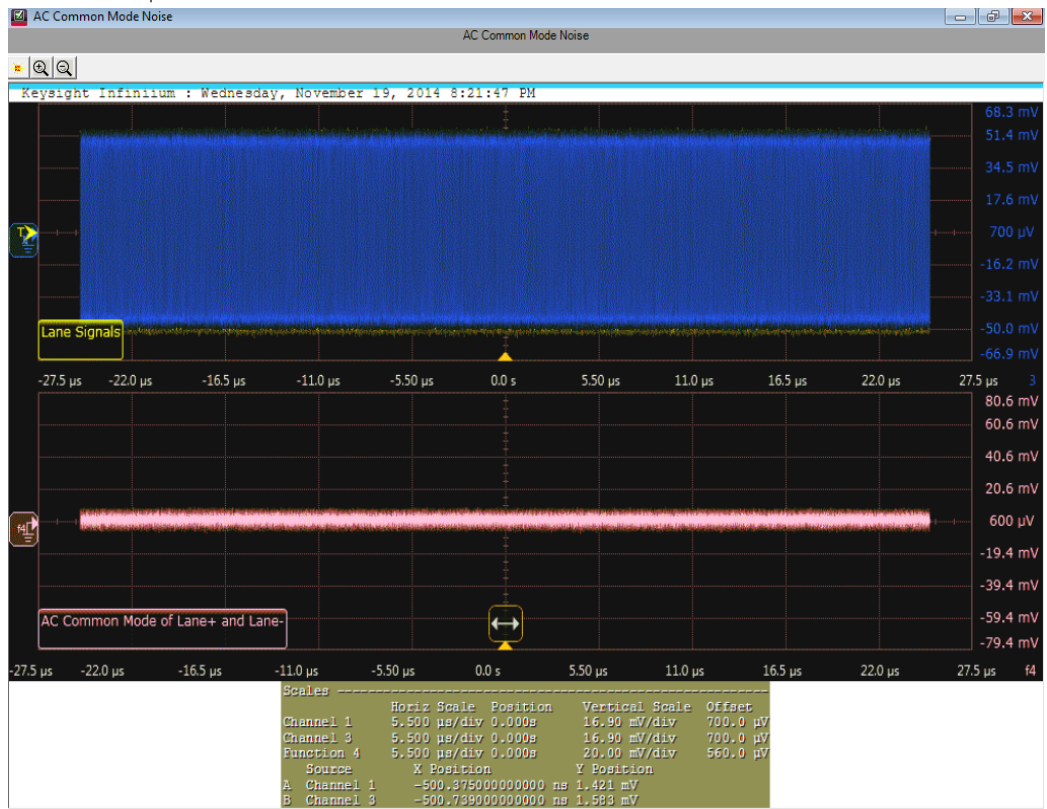 AC Common Mode Noise
AC Common Mode Noise
Keysight Infiniium : Wednesday, November 19, 2014 8:21:47 PM
68.3 mV
51.4 mV
34.5 mV
17.6 mV
T
700 µV
-16.2 mV
-33.1 mV
Lane Signals
-50.0 mV
-66.9 mV
-27.5 µs -22.0 µs -16.5 µs -11.0 µs -5.50 µs 0.0 s 5.50 µs 11.0 µs 16.5 µs 22.0 µs 27.5 µs 3
80.6 mV
60.6 mV
40.6 mV
20.6 mV
f4
600 µV
-19.4 mV
-39.4 mV
AC Common Mode of Lane+ and Lane-
-59.4 mV
-79.4 mV
-27.5 µs -22.0 µs -16.5 µs -11.0 µs -5.50 µs 0.0 s 5.50 µs 11.0 µs 16.5 µs 22.0 µs 27.5 µs f4
Scales
Horiz Scale Position Vertical Scale Offset
Channel 1 5.500 µs/div 0.000s 16.90 mV/div 700.0 µV
Channel 3 5.500 µs/div 0.000s 16.90 mV/div 700.0 µV
Function 4 5.500 µs/div 0.000s 20.00 mV/div 560.0 µV
Source X Position Y Position
A Channel 1 -500.375000000000 ns 1.421 mV
B Channel 3 -500.739000000000 ns 1.583 mV